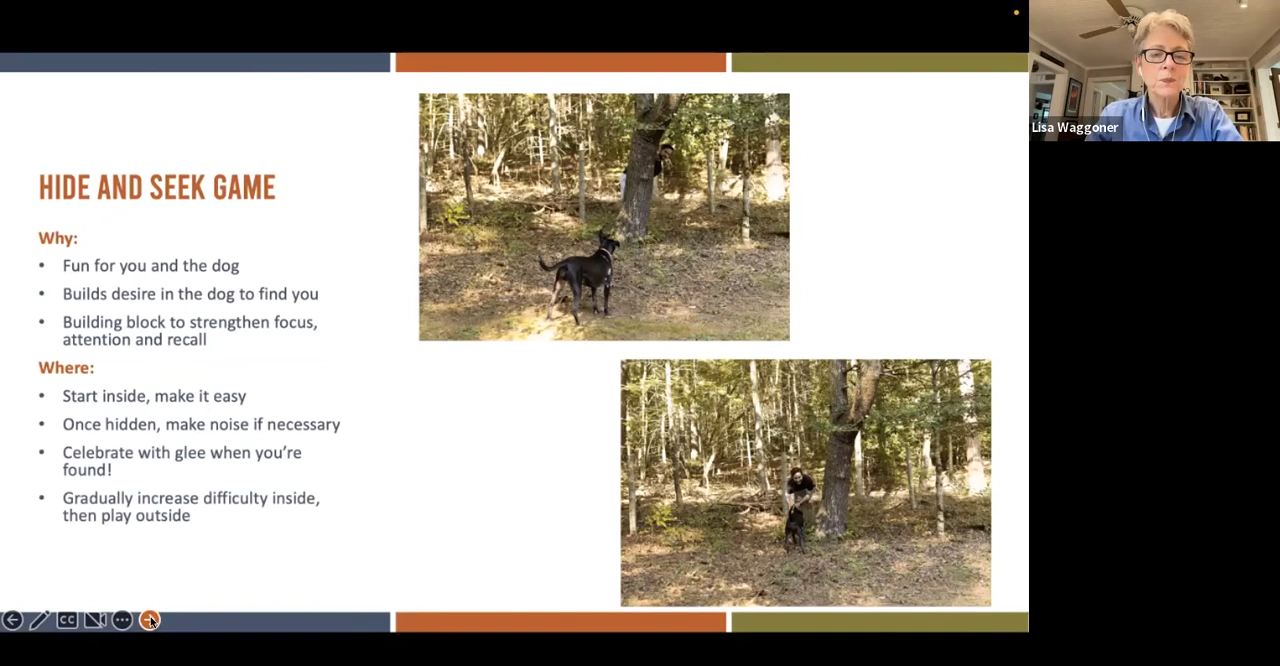 Lisa Waggoner
HIDE AND SEEK GAME
Why:
• Fun for you and the dog
• Builds desire in the dog to find you
• Building block to strengthen focus,
attention and recall
Where:
• Start inside, make it easy
• Once hidden, make noise if necessary
• Celebrate with glee when you’re
found!
• Gradually increase difficulty inside,
then play outside
CC